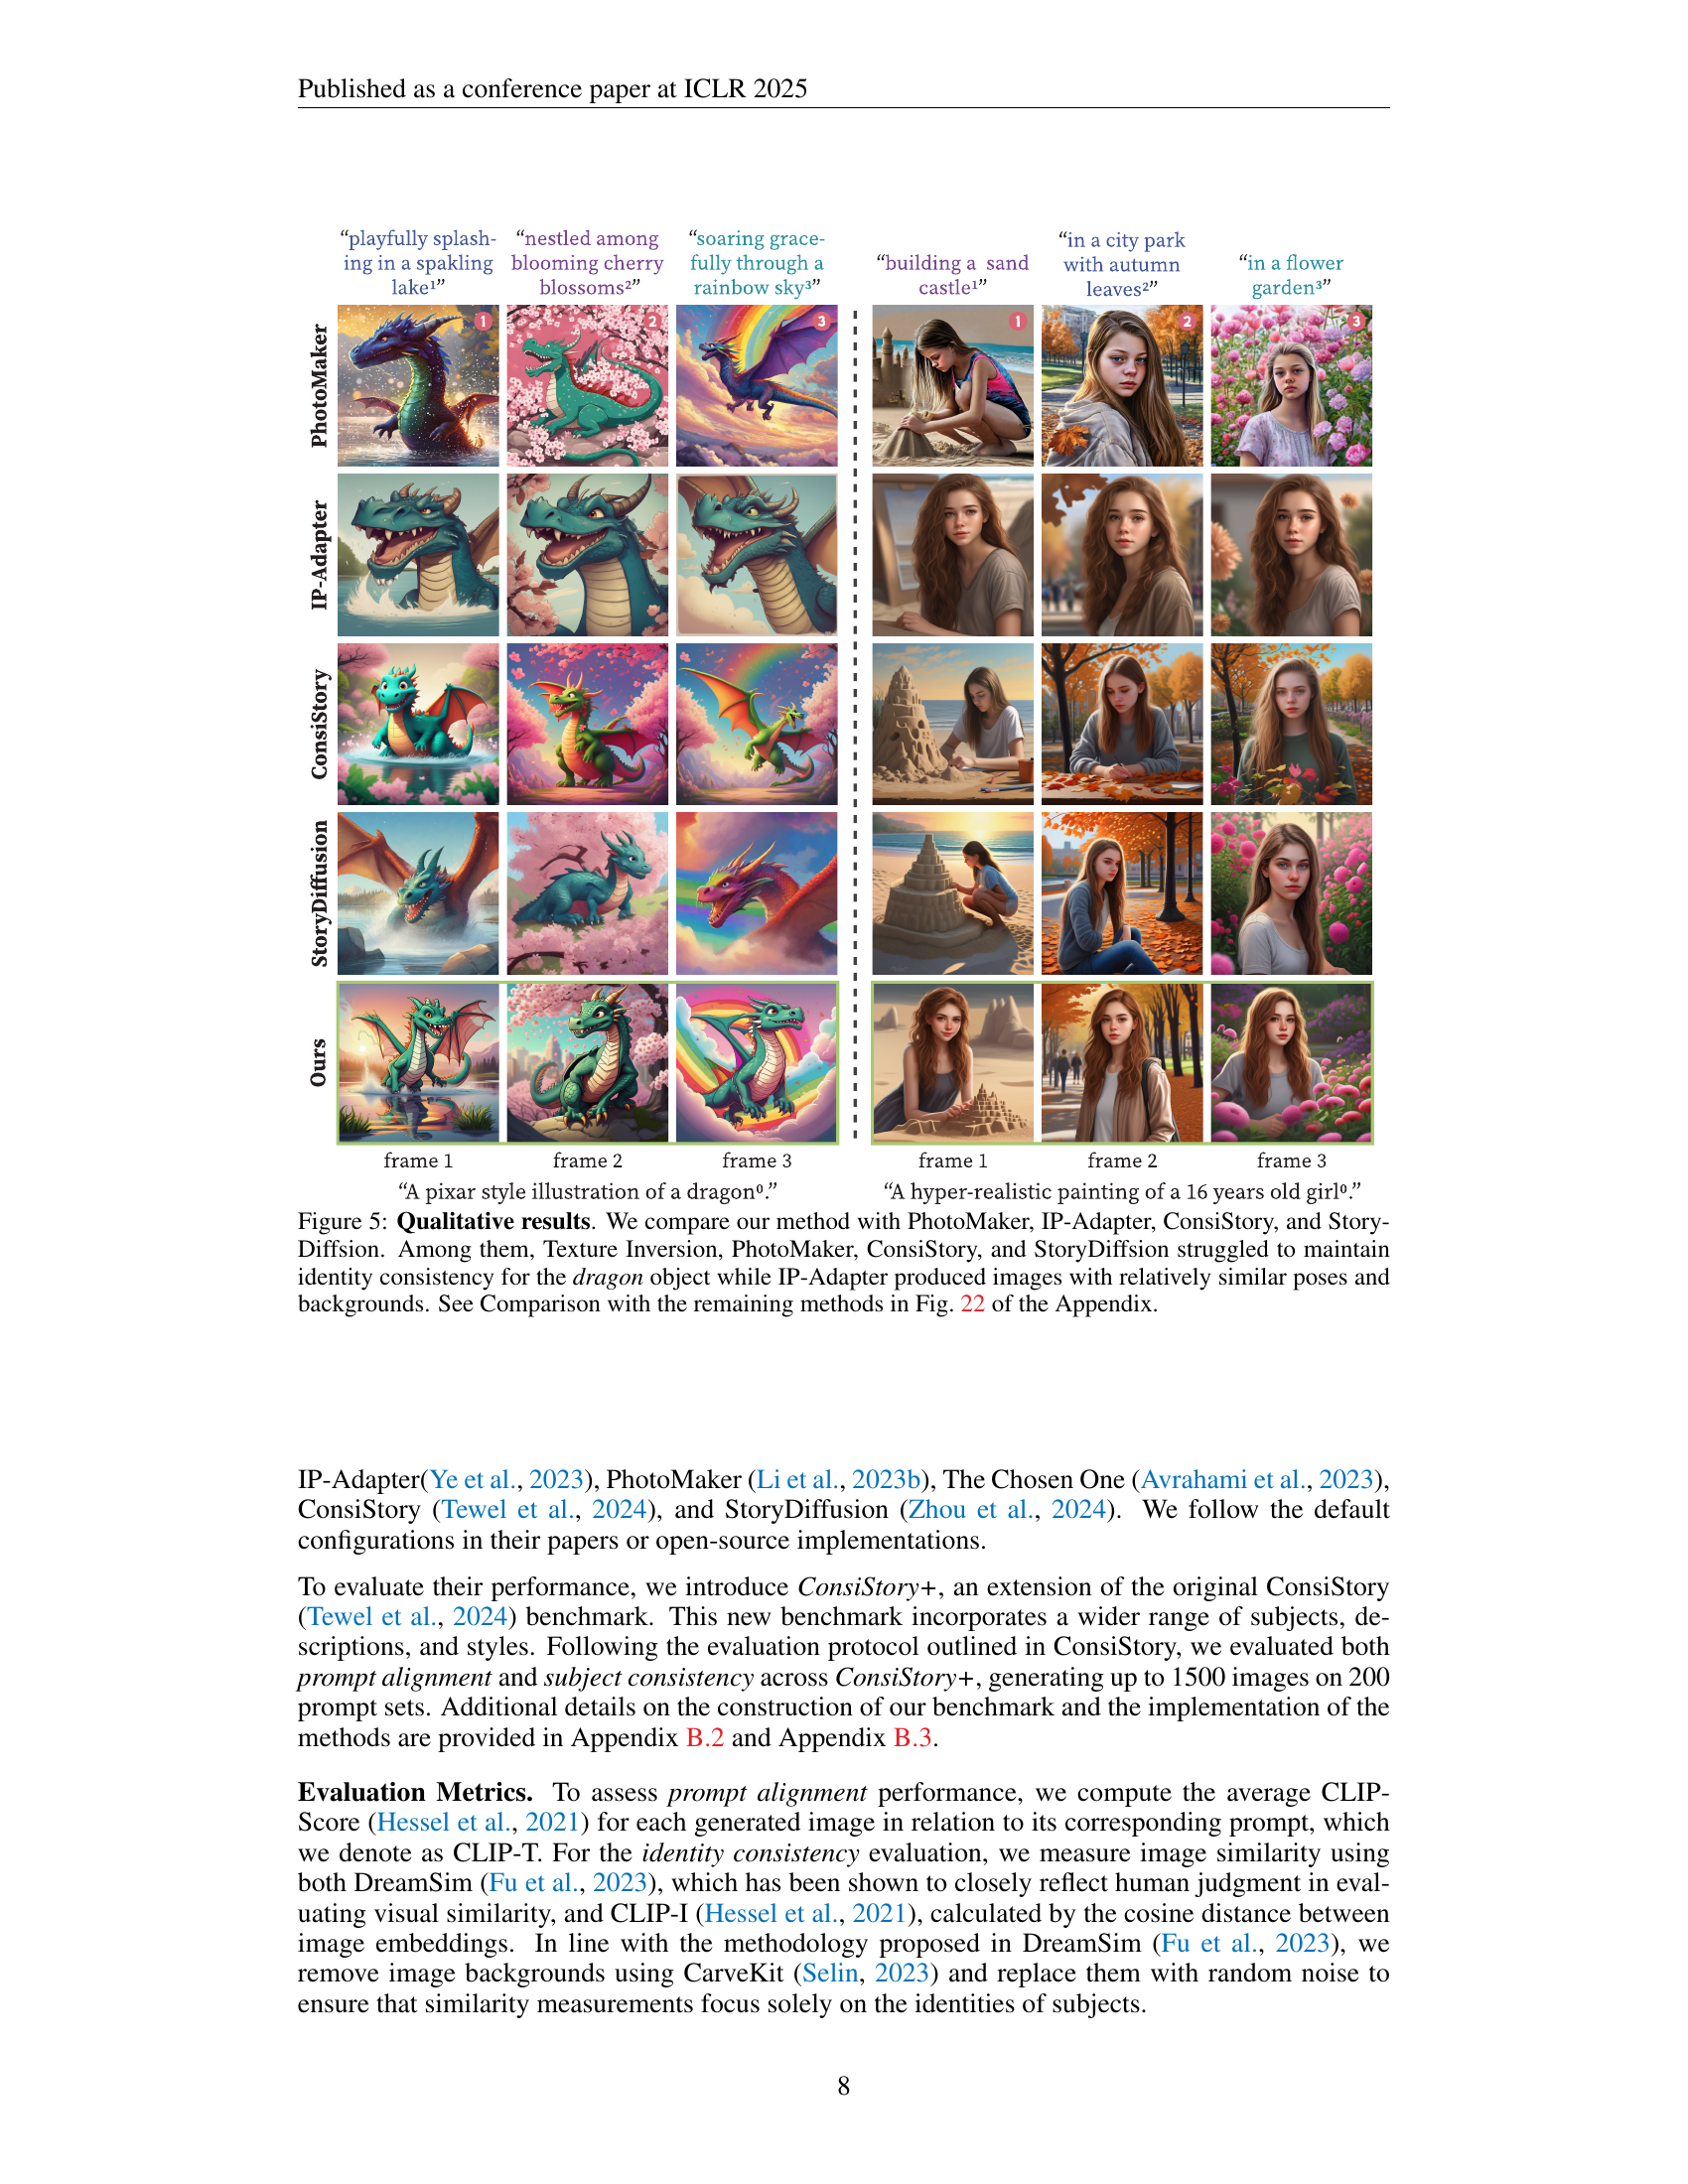 Published as a conference paper at ICLR 2025
“playfully splash-
ing in a spakling
lake¹”
“nestled among
blooming cherry
blossoms²”
“soaring grace-
fully through a
rainbow sky³”
“building a sand
castle¹”
“in a city park
with autumn
leaves²”
“in a flower
garden³”
PhotoMaker
1
2
3
1
2
3
IP-Adapter
ConsiStory
StoryDiffusion
Ours
frame 1
frame 2
frame 3
frame 1
frame 2
frame 3
“A pixar style illustration of a dragon⁰.”
“A hyper-realistic painting of a 16 years old girl⁰.”
Figure 5: Qualitative results. We compare our method with PhotoMaker, IP-Adapter, ConsiStory, and Story-
Diffsion. Among them, Texture Inversion, PhotoMaker, ConsiStory, and StoryDiffsion struggled to maintain
identity consistency for the dragon object while IP-Adapter produced images with relatively similar poses and
backgrounds. See Comparison with the remaining methods in Fig. 22 of the Appendix.
IP-Adapter(Ye et al., 2023), PhotoMaker (Li et al., 2023b), The Chosen One (Avrahami et al., 2023),
ConsiStory (Tewel et al., 2024), and StoryDiffusion (Zhou et al., 2024). We follow the default
configurations in their papers or open-source implementations.
To evaluate their performance, we introduce ConsiStory+, an extension of the original ConsiStory
(Tewel et al., 2024) benchmark. This new benchmark incorporates a wider range of subjects, de-
scriptions, and styles. Following the evaluation protocol outlined in ConsiStory, we evaluated both
prompt alignment and subject consistency across ConsiStory+, generating up to 1500 images on 200
prompt sets. Additional details on the construction of our benchmark and the implementation of the
methods are provided in Appendix B.2 and Appendix B.3.
Evaluation Metrics. To assess prompt alignment performance, we compute the average CLIP-
Score (Hessel et al., 2021) for each generated image in relation to its corresponding prompt, which
we denote as CLIP-T. For the identity consistency evaluation, we measure image similarity using
both DreamSim (Fu et al., 2023), which has been shown to closely reflect human judgment in eval-
uating visual similarity, and CLIP-I (Hessel et al., 2021), calculated by the cosine distance between
image embeddings. In line with the methodology proposed in DreamSim (Fu et al., 2023), we
remove image backgrounds using CarveKit (Selin, 2023) and replace them with random noise to
ensure that similarity measurements focus solely on the identities of subjects.
8